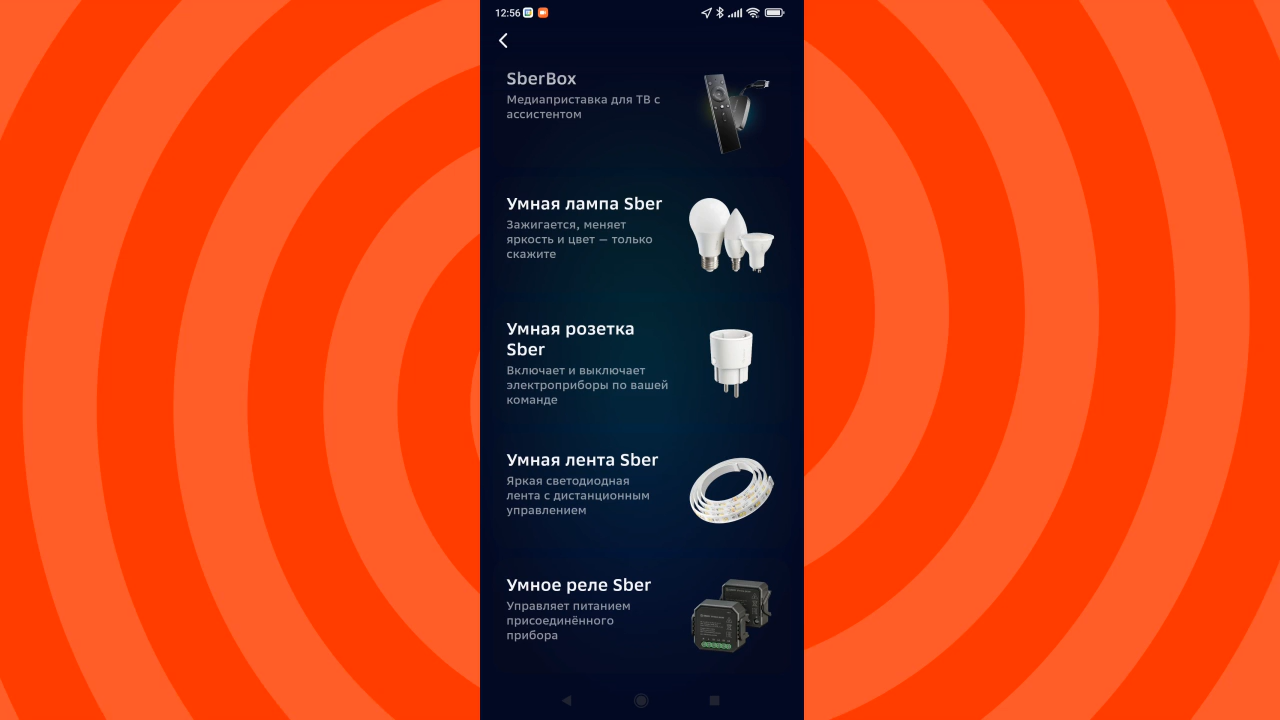 12:56
SberBox
Медиаприставка для ТВ с
ассистентом
Умная лампа Sber
Зажигается, меняет
яркость и цвет — только
скажите
Умная розетка
Sber
Включает и выключает
электроприборы по вашей
команде
Умная лента Sber
Яркая светодиодная
лента с дистанционным
управлением
Умное реле Sber
Управляет питанием
присоединённого
прибора